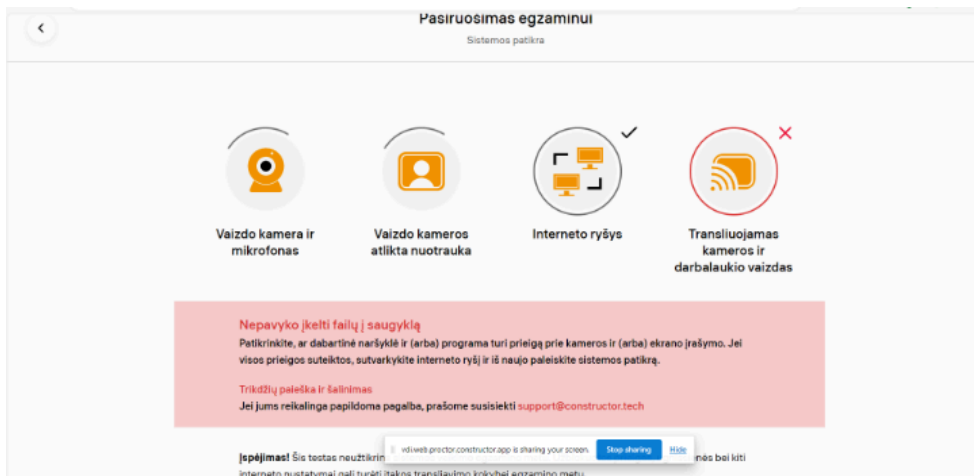 Pasiruošimas egzaminui
Sistemos patikra
Vaizdo kamera ir
mikrofonas
Vaizdo kameros
atlikta nuotrauka
Interneto ryšys
Transliuojamas
kameros ir
darbalaukio vaizdas
Nepavyko įkelti failų į saugyklą
Patikrinkite, ar dabartinė naršyklė ir (arba) programa turi prieigą prie kameros ir (arba) ekrano įrašymo. Jei
visos prieigos suteiktos, sutvarkykite interneto ryšį ir iš naujo paleiskite sistemos patikrą.
Trikdžių paieška ir šalinimas
Jei jums reikalinga papildoma pagalba, prašome susisiekti support@constructor.tech
vdi.web.proctor.constructor.app is sharing your screen. Stop sharing Hide
Įspėjimas! Šis testas neužtikrin nės bei kiti
interneto nustatymai gali turėti įtakos transliavimo kokybei egzamino metu.